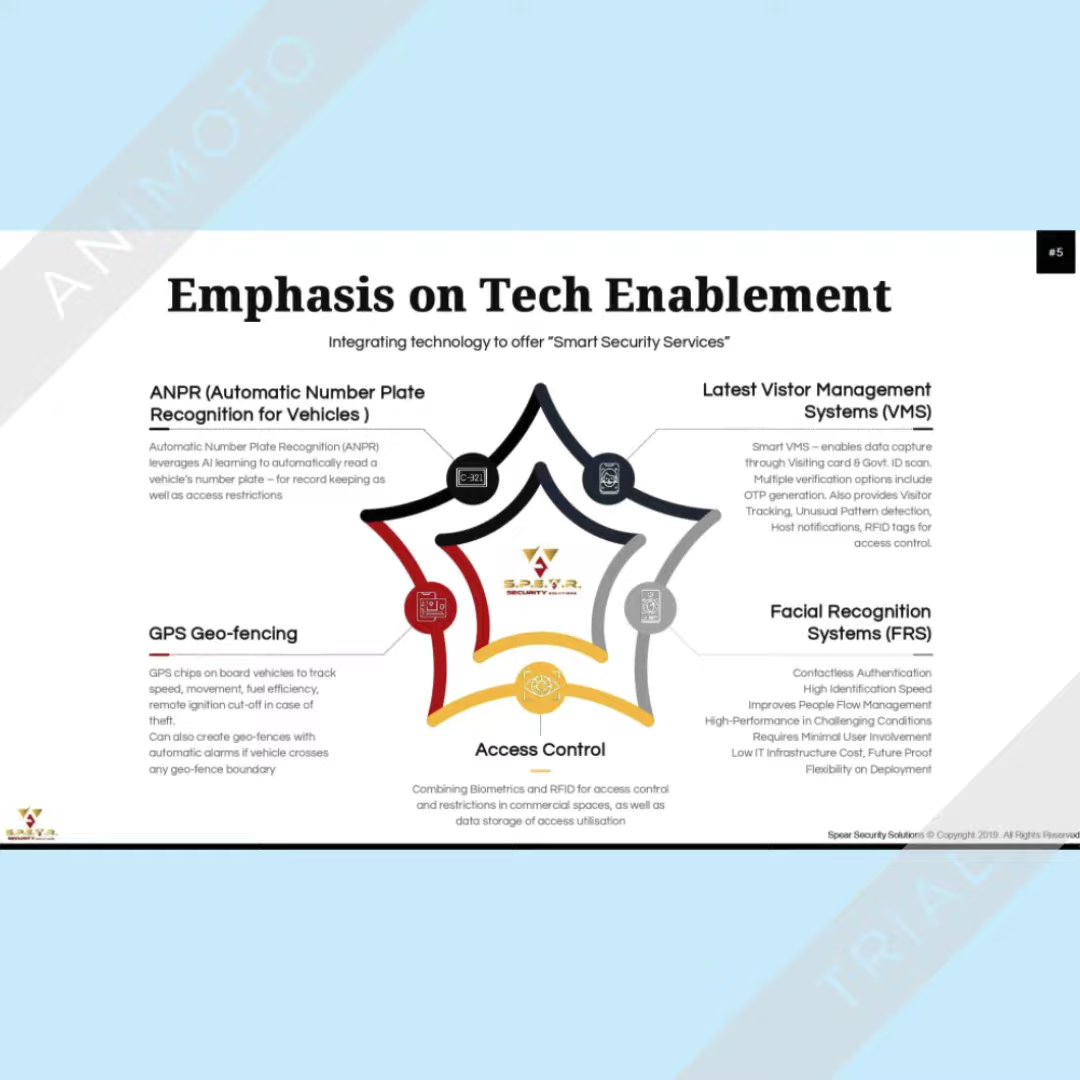 ANIMOTO
#5
Emphasis on Tech Enablement
Integrating technology to offer “Smart Security Services”
ANPR (Automatic Number Plate
Recognition for Vehicles )
Automatic Number Plate Recognition (ANPR)
leverages AI learning to automatically read a
vehicle's number plate – for record keeping as
well as access restrictions
Latest Vistor Management
Systems (VMS)
Smart VMS – enables data capture
through Visiting card & Govt. ID scan.
Multiple verification options include
OTP generation. Also provides Visitor
Tracking, Unusual Pattern detection,
Host notifications, RFID tags for
access control.
C-321
S.P.E.A.R.
SECURITY SOLUTIONS
GPS Geo-fencing
GPS chips on board vehicles to track
speed, movement, fuel efficiency,
remote ignition cut-off in case of
theft.
Can also create geo-fences with
automatic alarms if vehicle crosses
any geo-fence boundary
Facial Recognition
Systems (FRS)
Contactless Authentication
High Identification Speed
Improves People Flow Management
High-Performance in Challenging Conditions
Requires Minimal User Involvement
Low IT Infrastructure Cost, Future Proof
Flexibility on Deployment
Access Control
Combining Biometrics and RFID for access control
and restrictions in commercial spaces, as well as
data storage of access utilisation
S.P.E.A.R.
SECURITY SOLUTIONS
Spear Security Solutions © Copyright 2019. All Rights Reserved
TRIAL